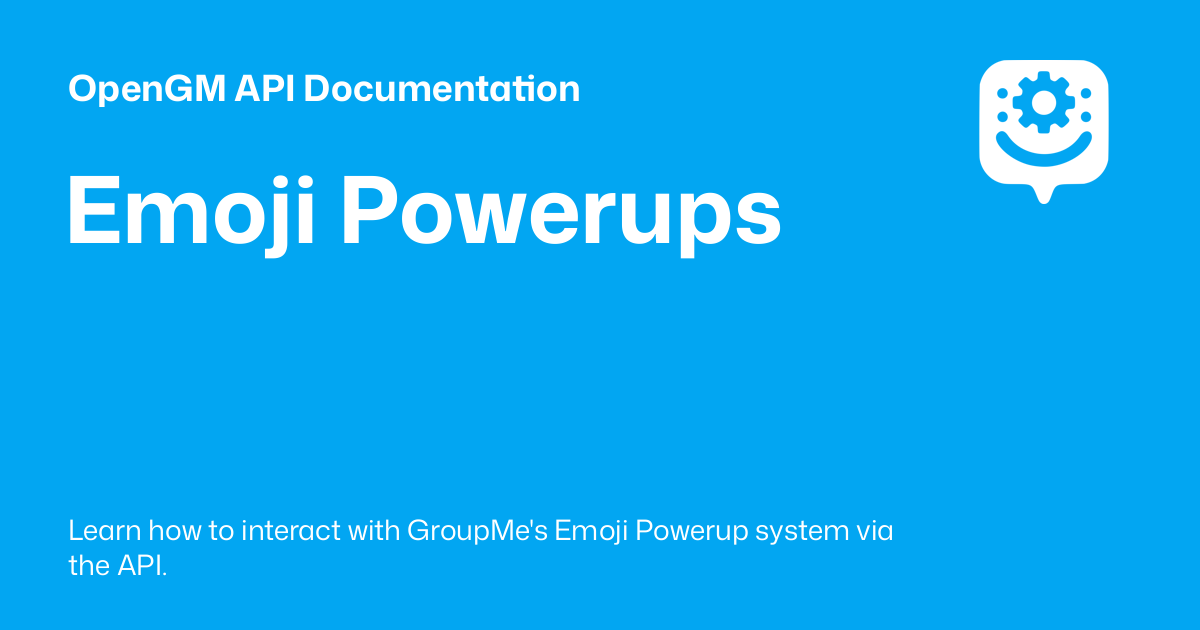 OpenGM API Documentation
Emoji Powerups
Learn how to interact with GroupMe's Emoji Powerup system via
the API.